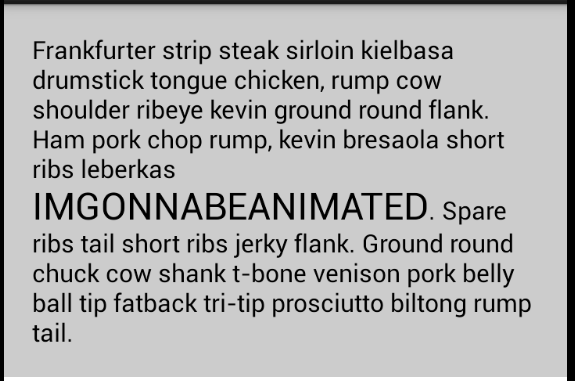 Frankfurter strip steak sirloin kielbasa
drumstick tongue chicken, rump cow
shoulder ribeye kevin ground round flank.
Ham pork chop rump, kevin bresaola short
ribs leberkas
IMGONNABEANIMATED. Spare
ribs tail short ribs jerky flank. Ground round
chuck cow shank t-bone venison pork belly
ball tip fatback tri-tip prosciutto biltong rump
tail.